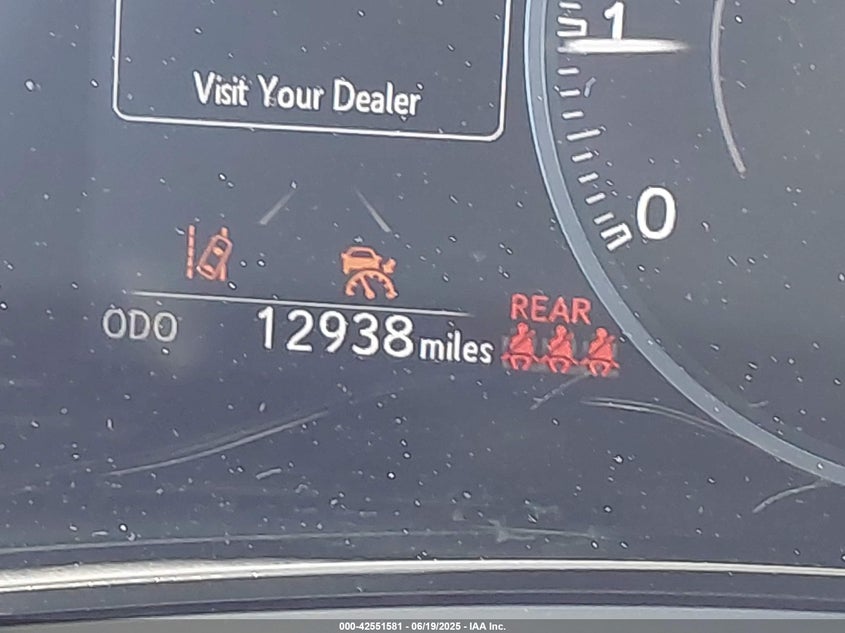 1
Visit Your Dealer
0
REAR
ODO 12938 miles
000-42551581 - 06/19/2025 - IAA Inc.